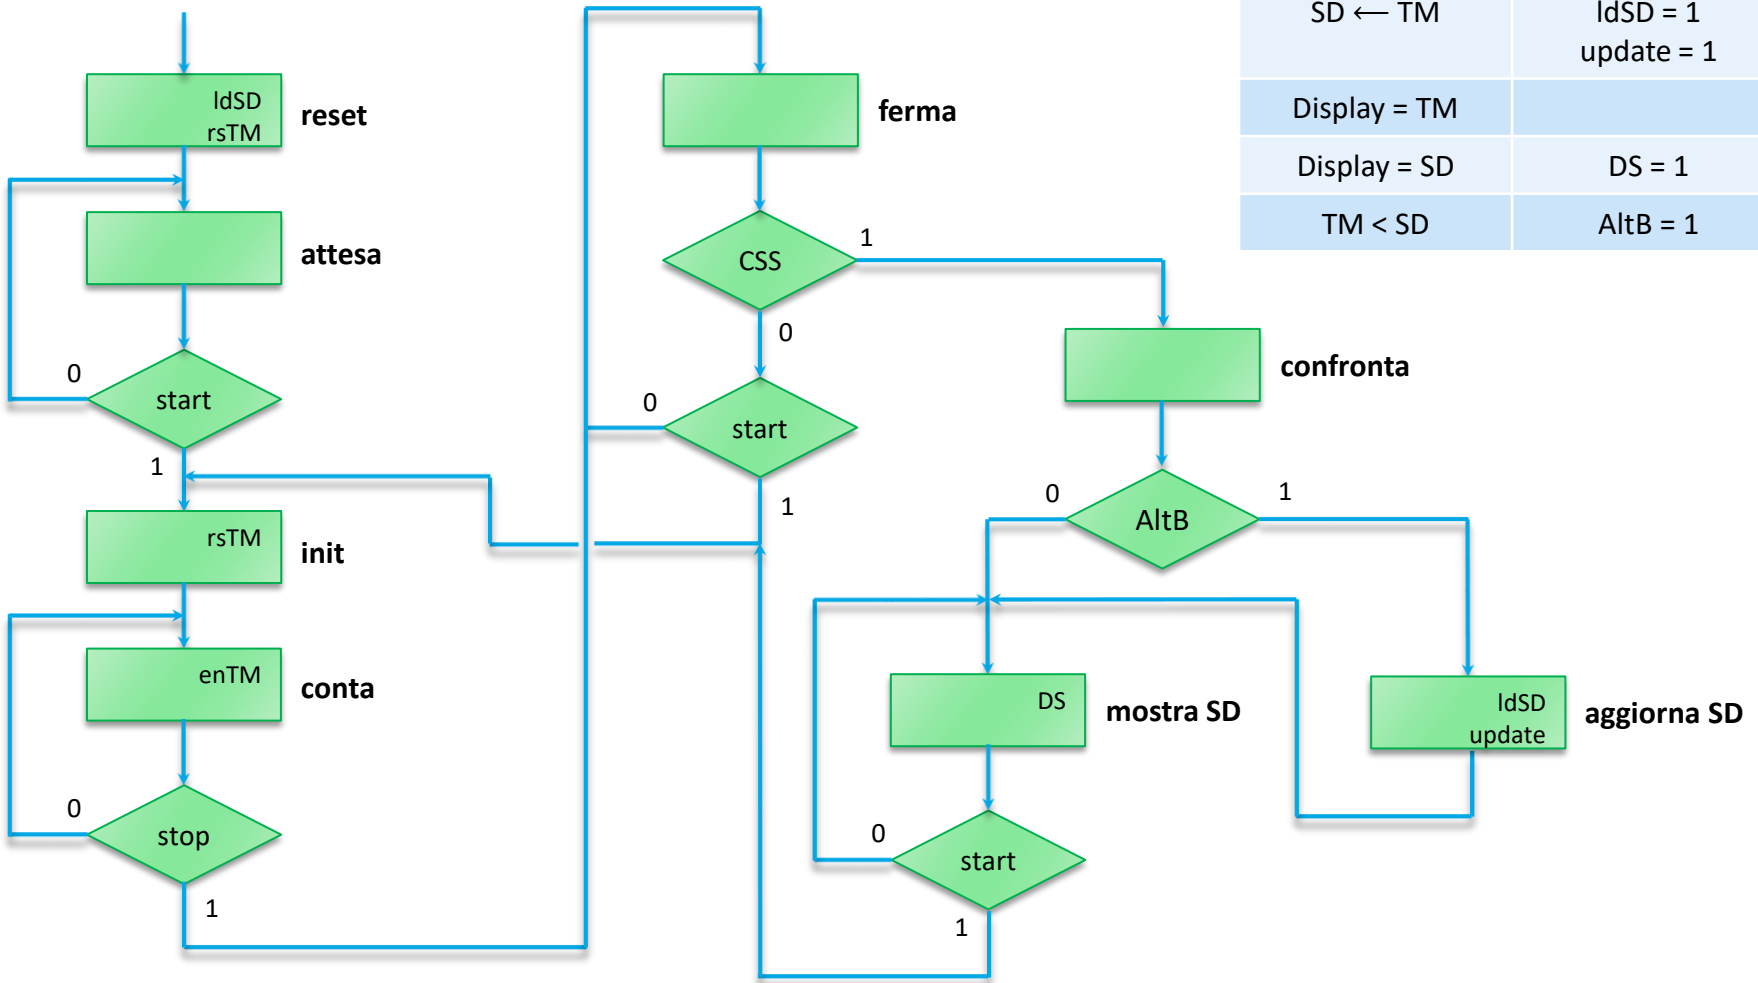 ldSD
rsTM
reset
attesa
0
start
1
rsTM
init
enTM
conta
0
stop
1
ferma
CSS
1
0
0
start
1
confronta
0
AltB
1
DS
mostra SD
0
start
1
ldSD
update
aggiorna SD
SD ⟵ TM
ldSD = 1
update = 1
Display = TM
Display = SD
DS = 1
TM < SD
AltB = 1